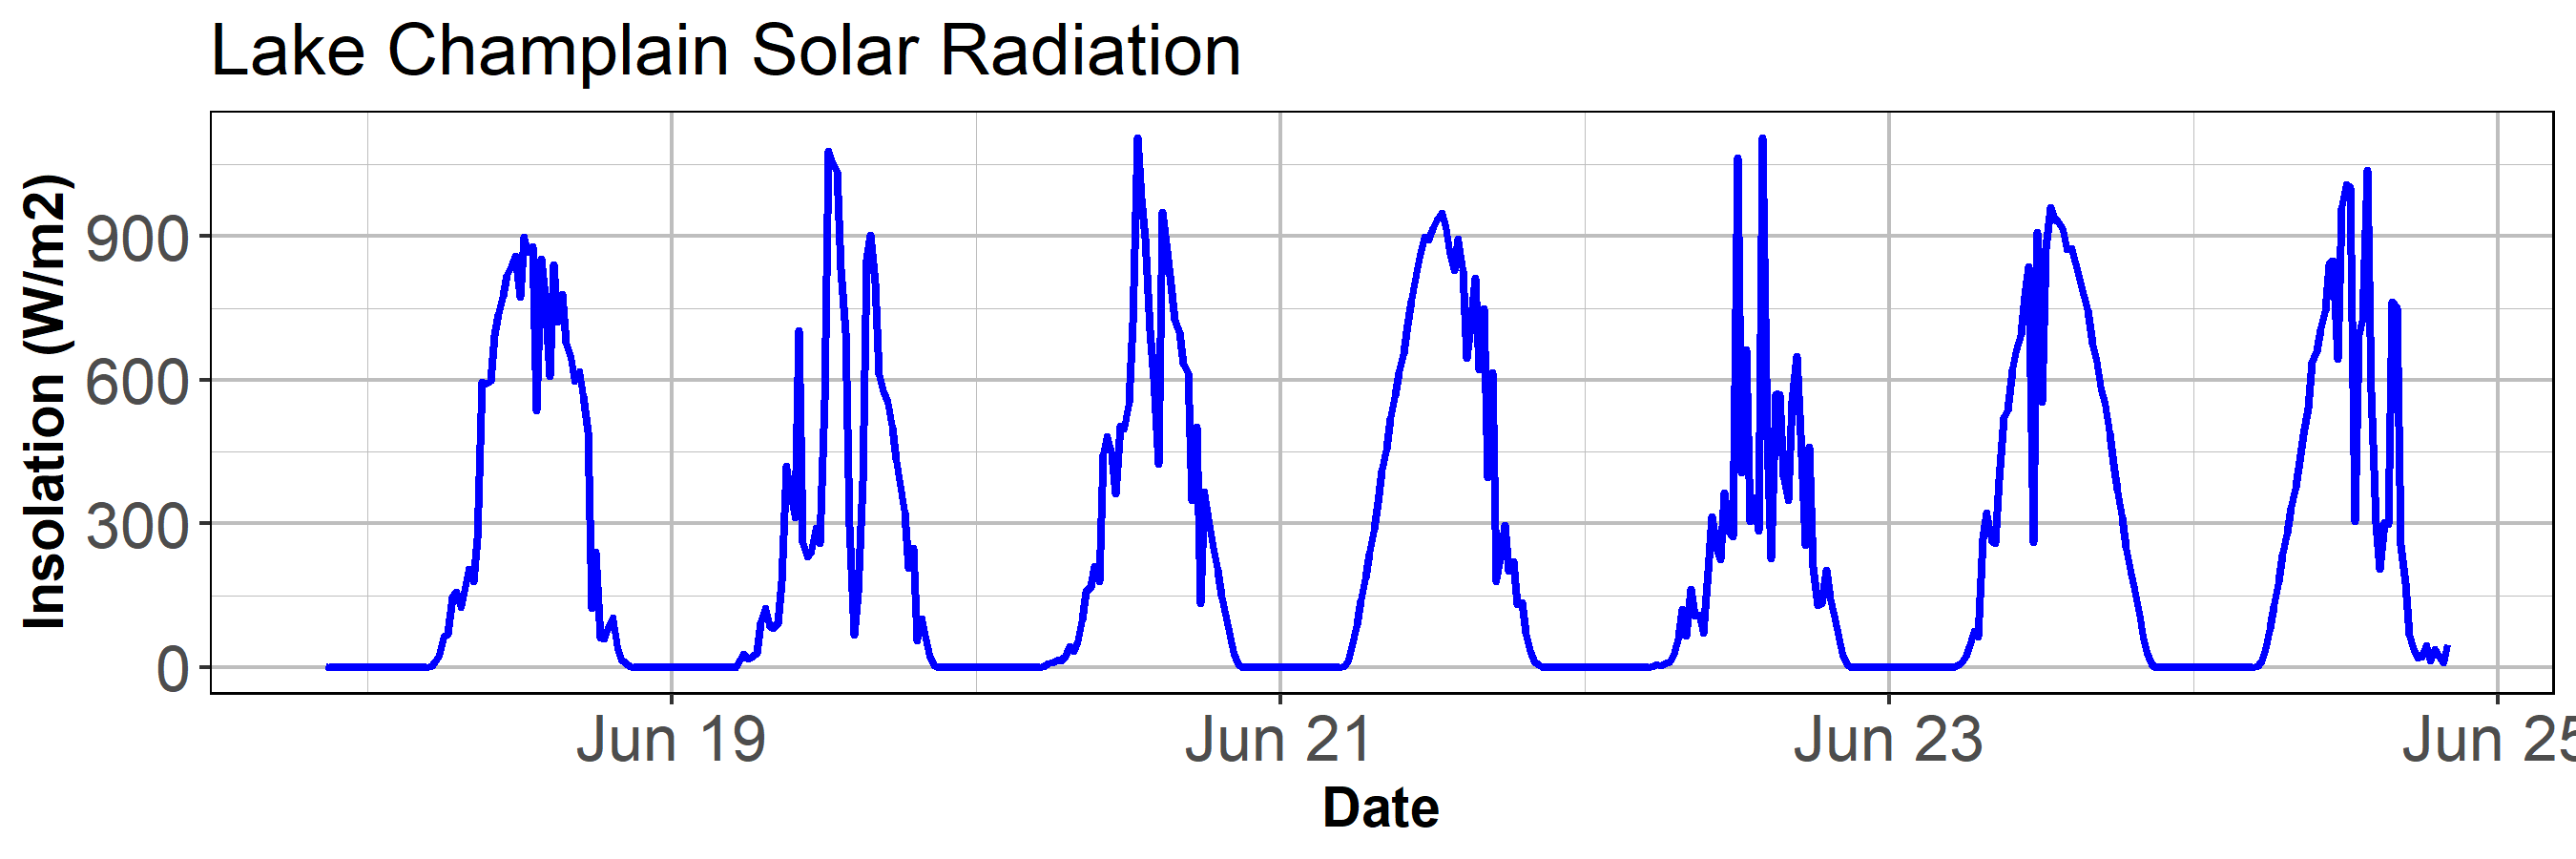 Lake Champlain Solar Radiation
Insolation (W/m2)
900
600
300
0
Jun 19
Jun 21
Jun 23
Jun 25
Date